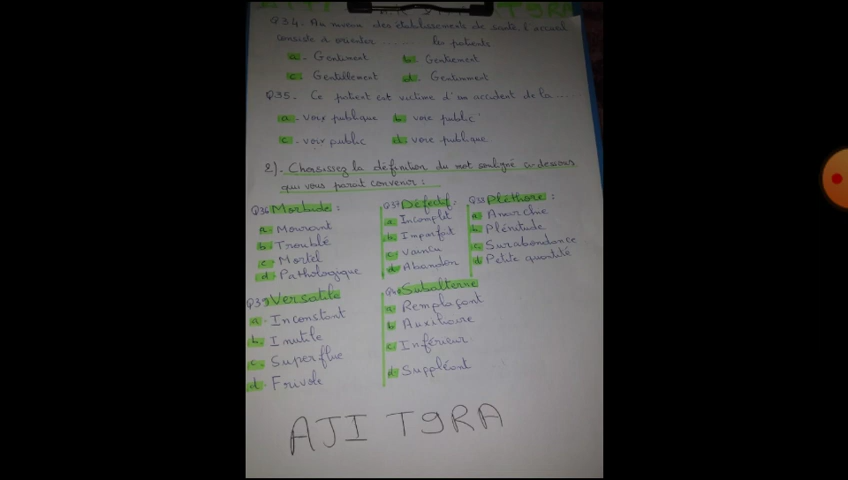 TGRA
Q34. Au niveau des établissements de santé, l'accueil
consiste à orienter ........ les patients
a. Gentiment b. Gentiement
c. Gentillement d. Gentimment
Q35. Ce patient est victime d'un accident de la ...
a. voix publique b. voie public
c. voix public d. voie publique
2). Choisissez la définition du mot souligné ci-dessous
qui vous parait convenir :
Q36 Morbide :
a. Mourant
b. Troublé
c. Mortel
d. Pathologique
Q37 Défectif :
a. Incomplet
b. Imparfait
c. Vaincu
d. Abandon
Q38 Pléthore :
a. Anarchie
b. Plénitude
c. Surabondance
d. Petite quantité
Q39 Versatile
a. Inconstant
b. Inutile
c. Superflue
d. Frivole
Q40 Subalterne
a. Remplaçant
b. Auxiliaire
c. Inférieur
d. Suppléant
AJI T9RA